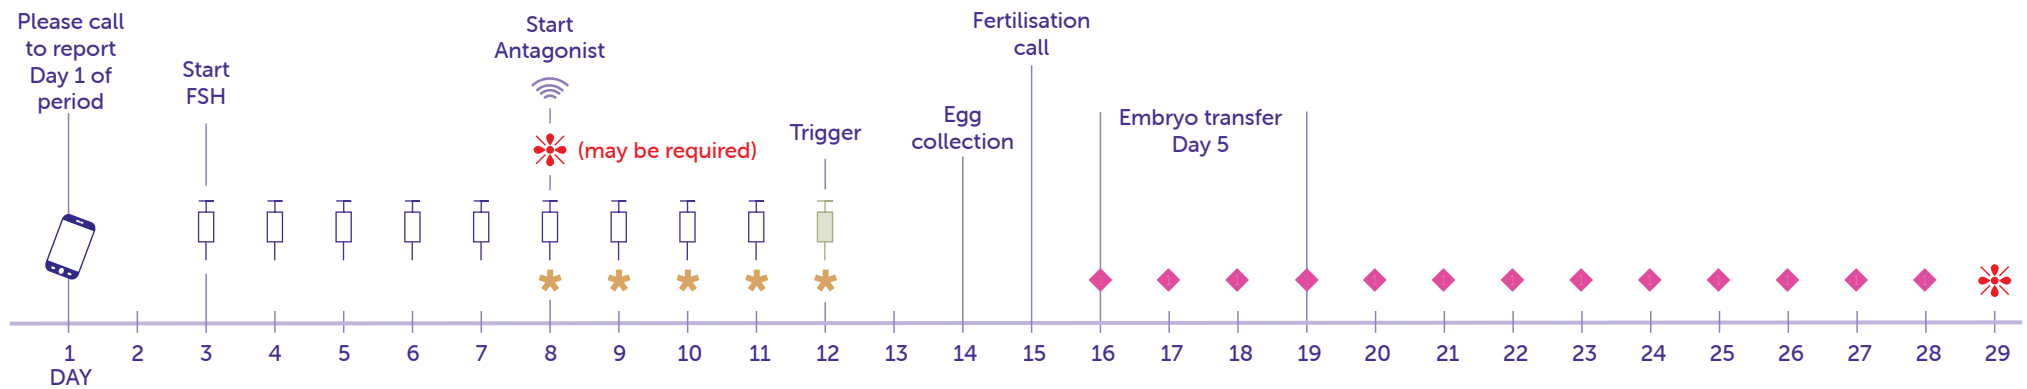 Please call
to report
Day 1 of
period
Start
FSH
Start
Antagonist
(may be required)
Trigger
Egg
collection
Fertilisation
call
Embryo transfer
Day 5
1 2 3 4 5 6 7 8 9 10 11 12 13 14 15 16 17 18 19 20 21 22 23 24 25 26 27 28 29
DAY